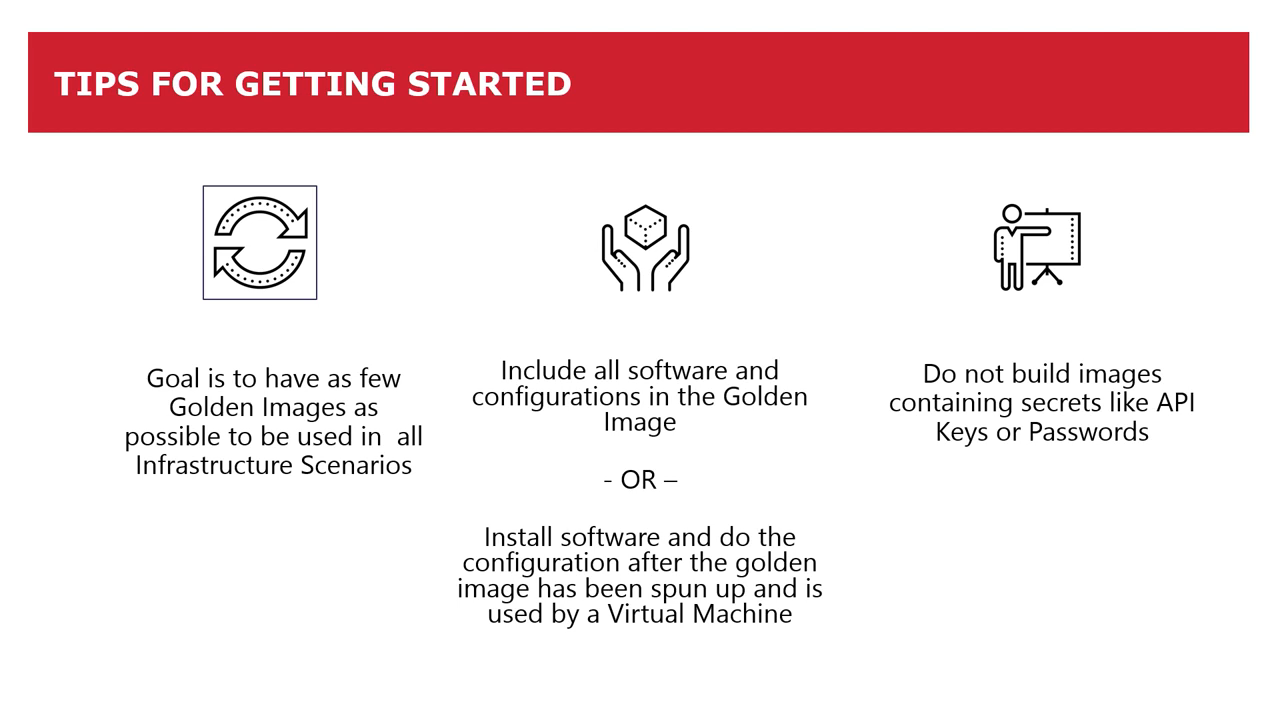 TIPS FOR GETTING STARTED
Goal is to have as few
Golden Images as
possible to be used in  all
Infrastructure Scenarios
Include all software and
configurations in the Golden
Image
- OR –
Install software and do the
configuration after the golden
image has been spun up and is
used by a Virtual Machine
Do not build images
containing secrets like API
Keys or Passwords